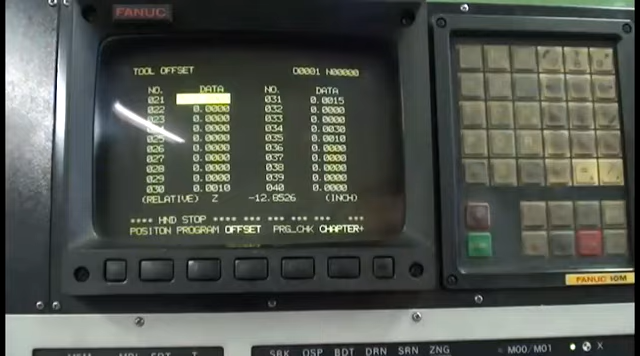 FANUC
TOOL OFFSET O0001 N00000
NO. DATA NO. DATA
021 031 0.0015
022 0.0000 032 0.0000
023 0.0000 033 0.0000
024 0.0000 034 0.0030
025 0.0000 035 0.0010
026 0.0000 036 0.0000
027 0.0000 037 0.0000
028 0.0000 038 0.0000
029 0.0000 039 0.0000
030 0.0010 040 0.0000
(RELATIVE) Z -12.8526 (INCH)
**** HND STOP **** *** *** *** *** ***
POSITON PROGRAM OFFSET PRG_CHK CHAPTER+
FANUC 10M
SBK OSP BDT DRN SRN ZNG M00/M01 X